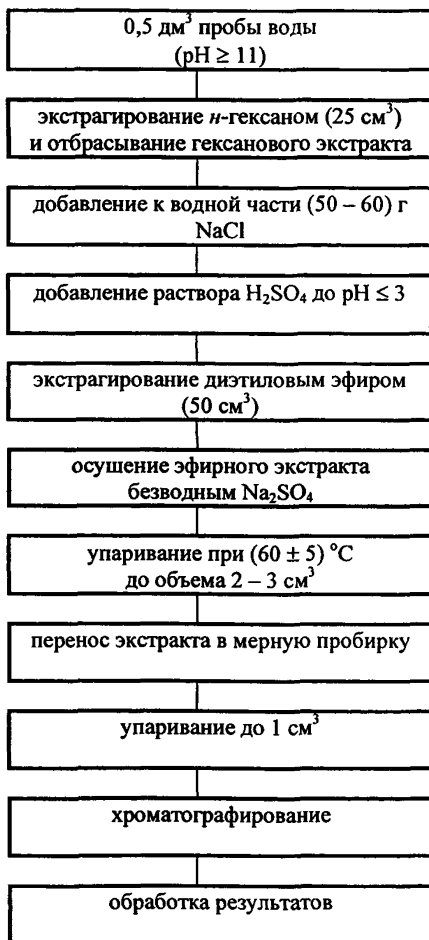 0,5 дм³ пробы воды
(pH ≥ 11)
экстрагирование н-гексаном (25 см³)
и отбрасывание гексанового экстракта
добавление к водной части (50 – 60) г
NaCl
добавление раствора H₂SO₄ до pH ≤ 3
экстрагирование диэтиловым эфиром
(50 см³)
осушение эфирного экстракта
безводным Na₂SO₄
упаривание при (60 ± 5) °C
до объема 2 – 3 см³
перенос экстракта в мерную пробирку
упаривание до 1 см³
хроматографирование
обработка результатов